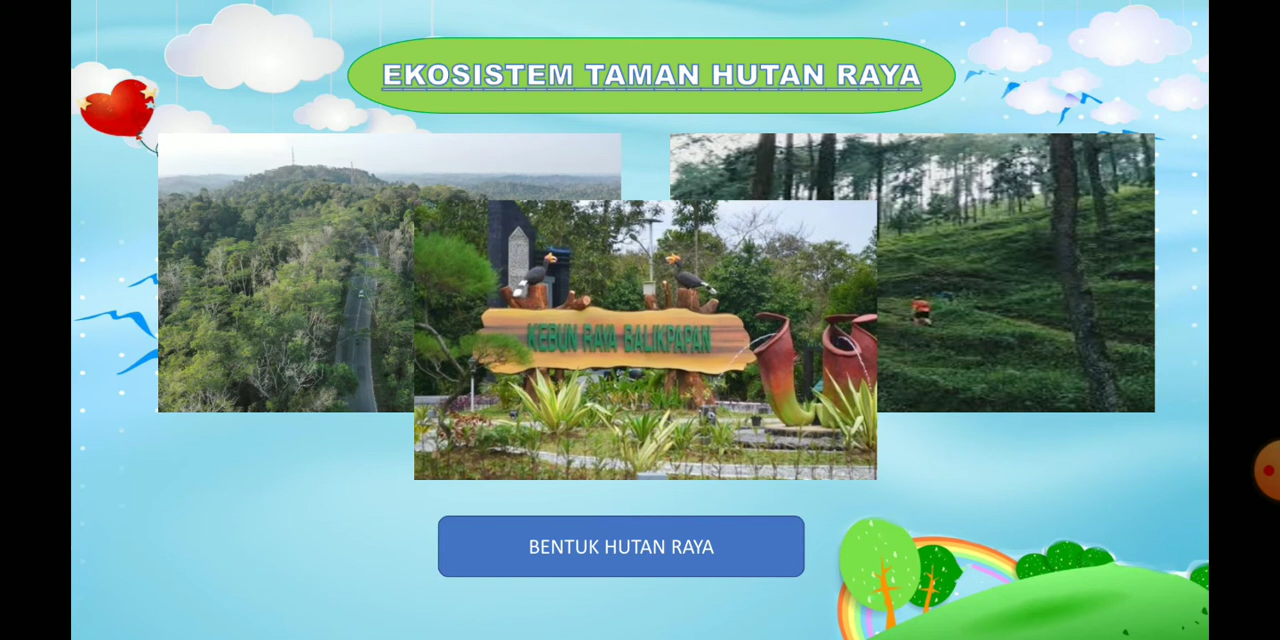 EKOSISTEM TAMAN HUTAN RAYA
KEBUN RAYA BALIKPAPAN
BENTUK HUTAN RAYA